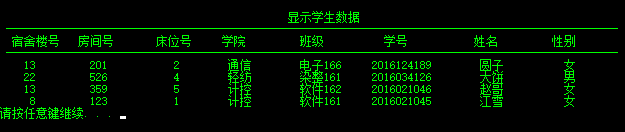 显示学生数据
宿舍楼号 房间号 床位号 学院 班级 学号 姓名 性别
13 201 2 通信 电子166 2016124189 圆子 女
22 526 4 轻纺 染整161 2016034126 大饼 男
13 359 5 计控 软件162 2016021046 赵哥 女
8 123 1 计控 软件161 2016021045 江雪 女
请按任意键继续. . .